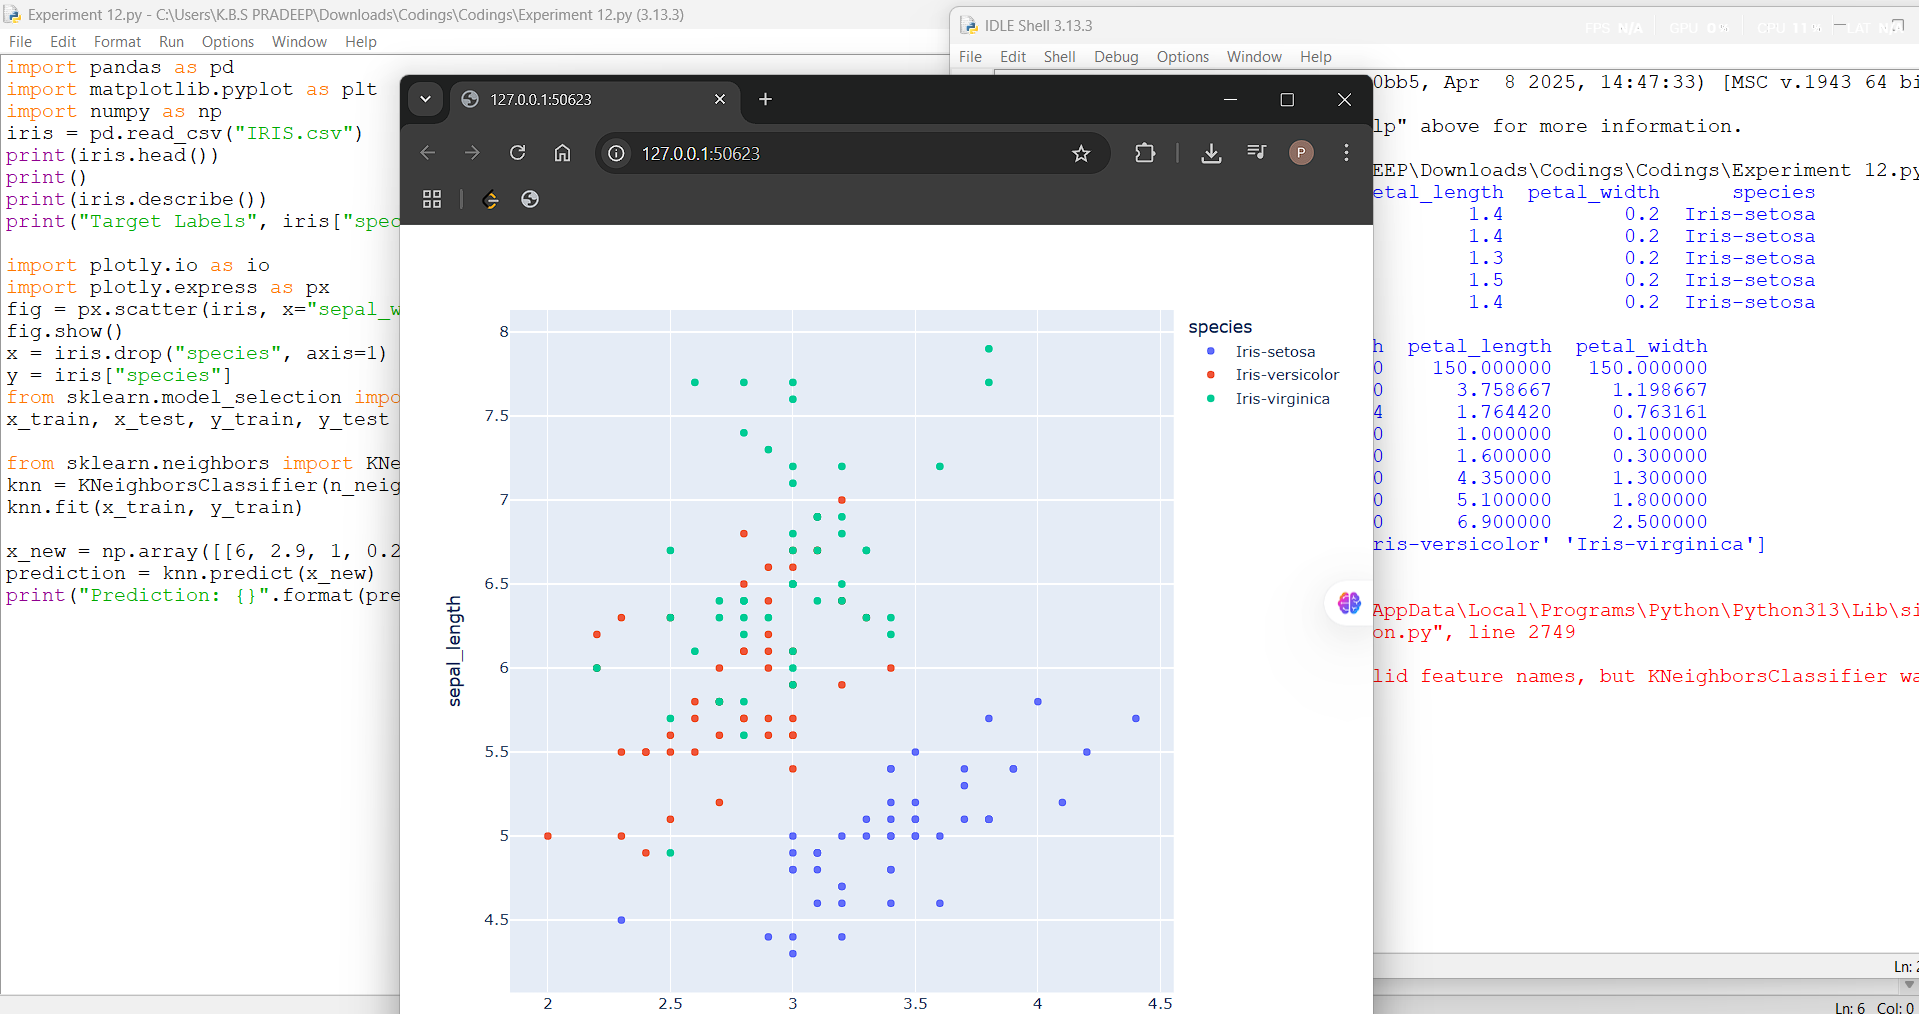 Experiment 12.py - C:\Users\K.B.S PRADEEP\Downloads\Codings\Codings\Experiment 12.py (3.13.3)
File Edit Format Run Options Window Help
import pandas as pd
import matplotlib.pyplot as plt
import numpy as np
iris = pd.read_csv("IRIS.csv")
print(iris.head())
print()
print(iris.describe())
print("Target Labels", iris["spec
import plotly.io as io
import plotly.express as px
fig = px.scatter(iris, x="sepal_w
fig.show()
x = iris.drop("species", axis=1)
y = iris["species"]
from sklearn.model_selection impo
x_train, x_test, y_train, y_test
from sklearn.neighbors import KNe
knn = KNeighborsClassifier(n_neig
knn.fit(x_train, y_train)
x_new = np.array([[6, 2.9, 1, 0.2
prediction = knn.predict(x_new)
print("Prediction: {}".format(pre
127.0.0.1:50623
127.0.0.1:50623
P
species
Iris-setosa
Iris-versicolor
Iris-virginica
sepal_length
8
7.5
7
6.5
6
5.5
5
4.5
2 2.5 3 3.5 4 4.5
IDLE Shell 3.13.3
FPS N/A GPU 0% CPU 11% LAT N/A
File Edit Shell Debug Options Window Help
0bb5, Apr 8 2025, 14:47:33) [MSC v.1943 64 bi
lp" above for more information.
EEP\Downloads\Codings\Codings\Experiment 12.py
etal_length petal_width species
1.4 0.2 Iris-setosa
1.4 0.2 Iris-setosa
1.3 0.2 Iris-setosa
1.5 0.2 Iris-setosa
1.4 0.2 Iris-setosa
h petal_length petal_width
0 150.000000 150.000000
0 3.758667 1.198667
4 1.764420 0.763161
0 1.000000 0.100000
0 1.600000 0.300000
0 4.350000 1.300000
0 5.100000 1.800000
0 6.900000 2.500000
ris-versicolor' 'Iris-virginica']
AppData\Local\Programs\Python\Python313\Lib\si
on.py", line 2749
lid feature names, but KNeighborsClassifier wa
Ln: 2
Ln: 6 Col: 0